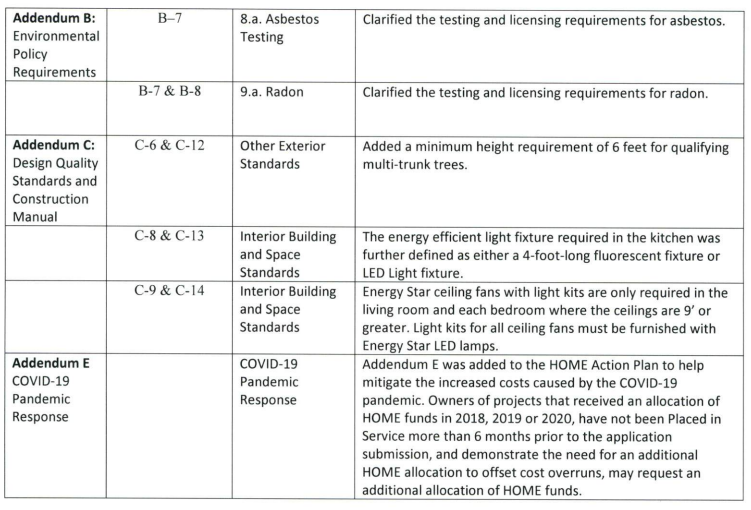 Addendum B:
Environmental
Policy
Requirements
B–7
8.a. Asbestos
Testing
Clarified the testing and licensing requirements for asbestos.
B-7 & B-8
9.a. Radon
Clarified the testing and licensing requirements for radon.
Addendum C:
Design Quality
Standards and
Construction
Manual
C-6 & C-12
Other Exterior
Standards
Added a minimum height requirement of 6 feet for qualifying
multi-trunk trees.
C-8 & C-13
Interior Building
and Space
Standards
The energy efficient light fixture required in the kitchen was
further defined as either a 4-foot-long fluorescent fixture or
LED Light fixture.
C-9 & C-14
Interior Building
and Space
Standards
Energy Star ceiling fans with light kits are only required in the
living room and each bedroom where the ceilings are 9' or
greater. Light kits for all ceiling fans must be furnished with
Energy Star LED lamps.
Addendum E
COVID-19
Pandemic
Response
COVID-19
Pandemic
Response
Addendum E was added to the HOME Action Plan to help
mitigate the increased costs caused by the COVID-19
pandemic. Owners of projects that received an allocation of
HOME funds in 2018, 2019 or 2020, have not been Placed in
Service more than 6 months prior to the application
submission, and demonstrate the need for an additional
HOME allocation to offset cost overruns, may request an
additional allocation of HOME funds.